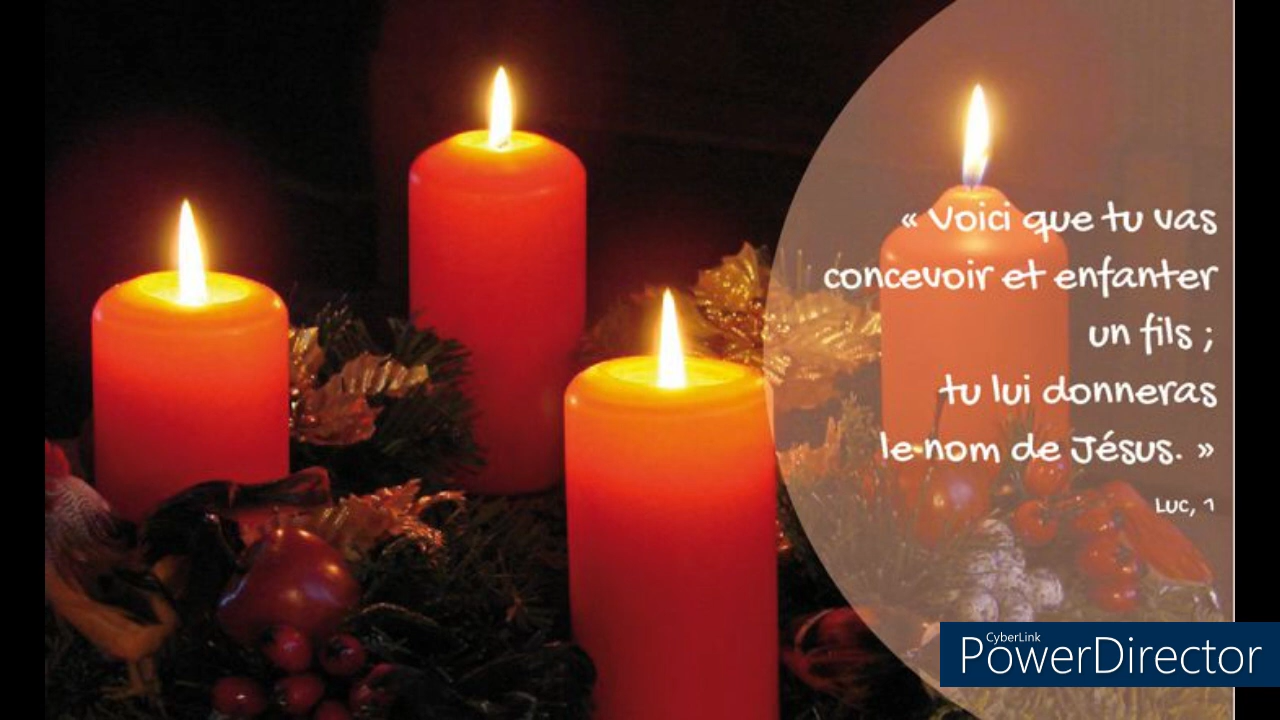 « Voici que tu vas
concevoir et enfanter
un fils ;
tu lui donneras
le nom de Jésus. »
Luc, 1
CyberLink
PowerDirector